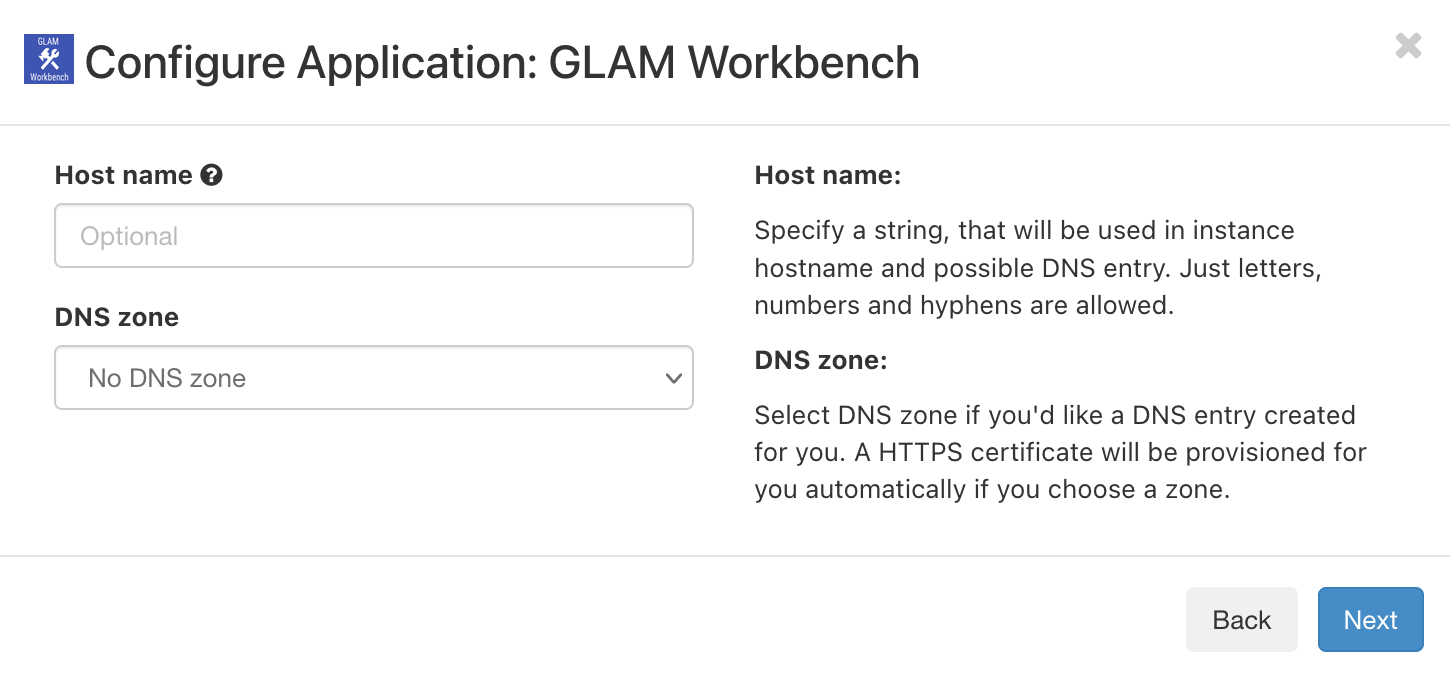 GLAM
Workbench
Configure Application: GLAM Workbench
Host name
Optional
DNS zone
No DNS zone
Host name:
Specify a string, that will be used in instance
hostname and possible DNS entry. Just letters,
numbers and hyphens are allowed.
DNS zone:
Select DNS zone if you'd like a DNS entry created
for you. A HTTPS certificate will be provisioned for
you automatically if you choose a zone.
Back
Next